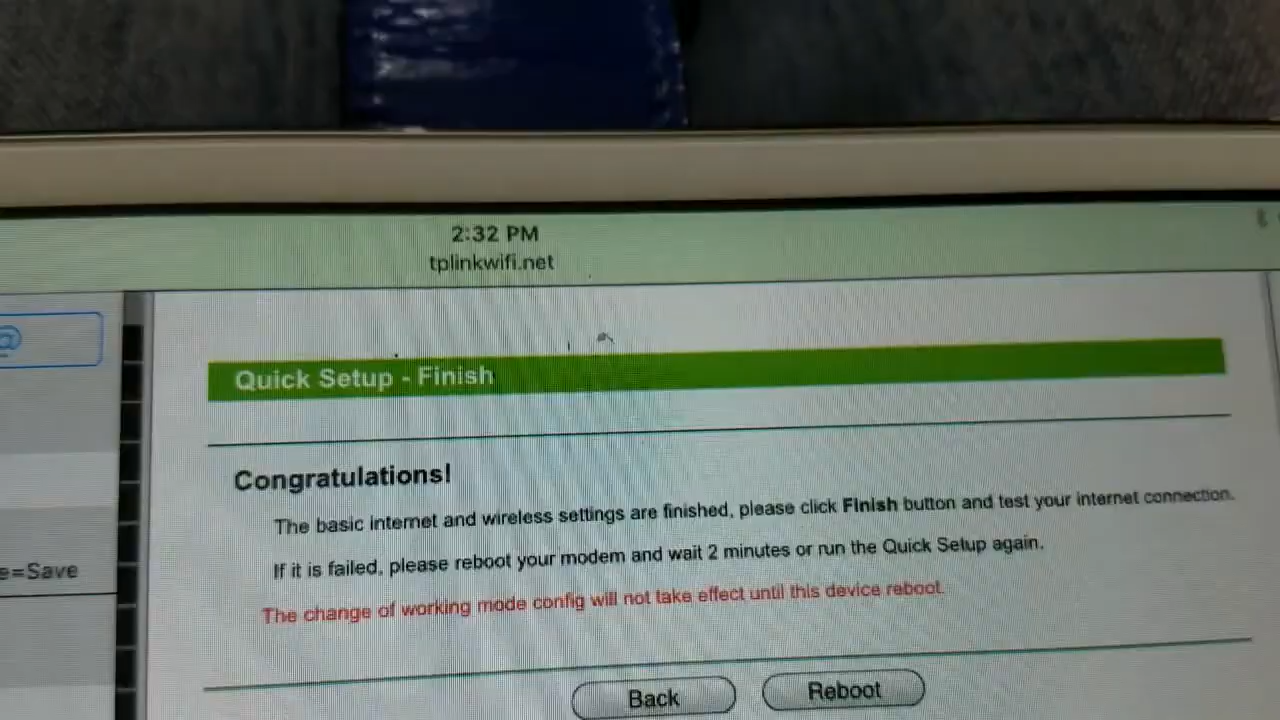 2:32 PM
tplinkwifi.net
@
Quick Setup - Finish
Congratulations!
The basic internet and wireless settings are finished, please click Finish button and test your internet connection.
If it is failed, please reboot your modem and wait 2 minutes or run the Quick Setup again.
e=Save
The change of working mode config will not take effect until this device reboot.
Back
Reboot